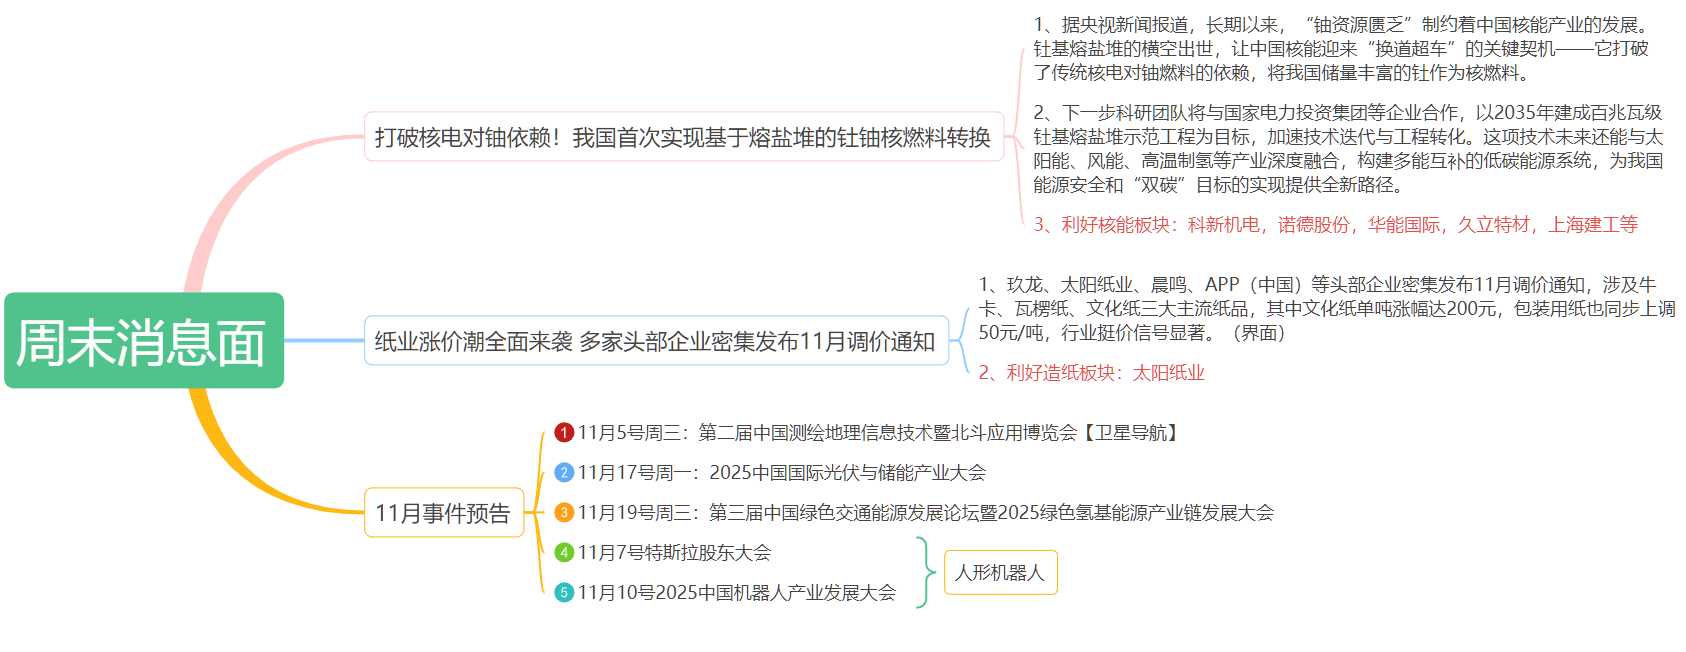 周末消息面
打破核电对铀依赖！我国首次实现基于熔盐堆的钍铀核燃料转换
1、据央视新闻报道，长期以来，“铀资源匮乏”制约着中国核能产业的发展。
钍基熔盐堆的横空出世，让中国核能迎来“换道超车”的关键契机——它打破
了传统核电对铀燃料的依赖，将我国储量丰富的钍作为核燃料。
2、下一步科研团队将与国家电力投资集团等企业合作，以2035年建成百兆瓦级
钍基熔盐堆示范工程为目标，加速技术迭代与工程转化。这项技术未来还能与太
阳能、风能、高温制氢等产业深度融合，构建多能互补的低碳能源系统，为我国
能源安全和“双碳”目标的实现提供全新路径。
3、利好核能板块：科新机电，诺德股份，华能国际，久立特材，上海建工等
纸业涨价潮全面来袭 多家头部企业密集发布11月调价通知
1、玖龙、太阳纸业、晨鸣、APP（中国）等头部企业密集发布11月调价通知，涉及牛
卡、瓦楞纸、文化纸三大主流纸品，其中文化纸单吨涨幅达200元，包装用纸也同步上调
50元/吨，行业挺价信号显著。（界面）
2、利好造纸板块：太阳纸业
11月事件预告
1 11月5号周三：第二届中国测绘地理信息技术暨北斗应用博览会【卫星导航】
2 11月17号周一：2025中国国际光伏与储能产业大会
3 11月19号周三：第三届中国绿色交通能源发展论坛暨2025绿色氢基能源产业链发展大会
4 11月7号特斯拉股东大会
5 11月10号2025中国机器人产业发展大会
人形机器人